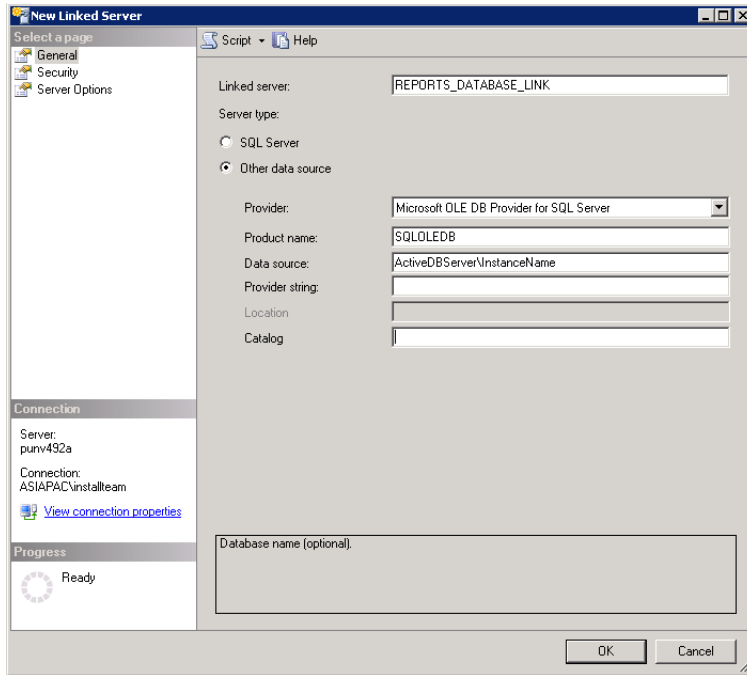 New Linked Server
Select a page
General
Security
Server Options
Script
Help
Linked server:
REPORTS_DATABASE_LINK
Server type:
SQL Server
Other data source
Provider:
Microsoft OLE DB Provider for SQL Server
Product name:
SQLOLEDB
Data source:
ActiveDBServer\InstanceName
Provider string:
Location
Catalog
Connection
Server:
punv492a
Connection:
ASIAPAC\installteam
View connection properties
Progress
Ready
Database name (optional).
OK
Cancel